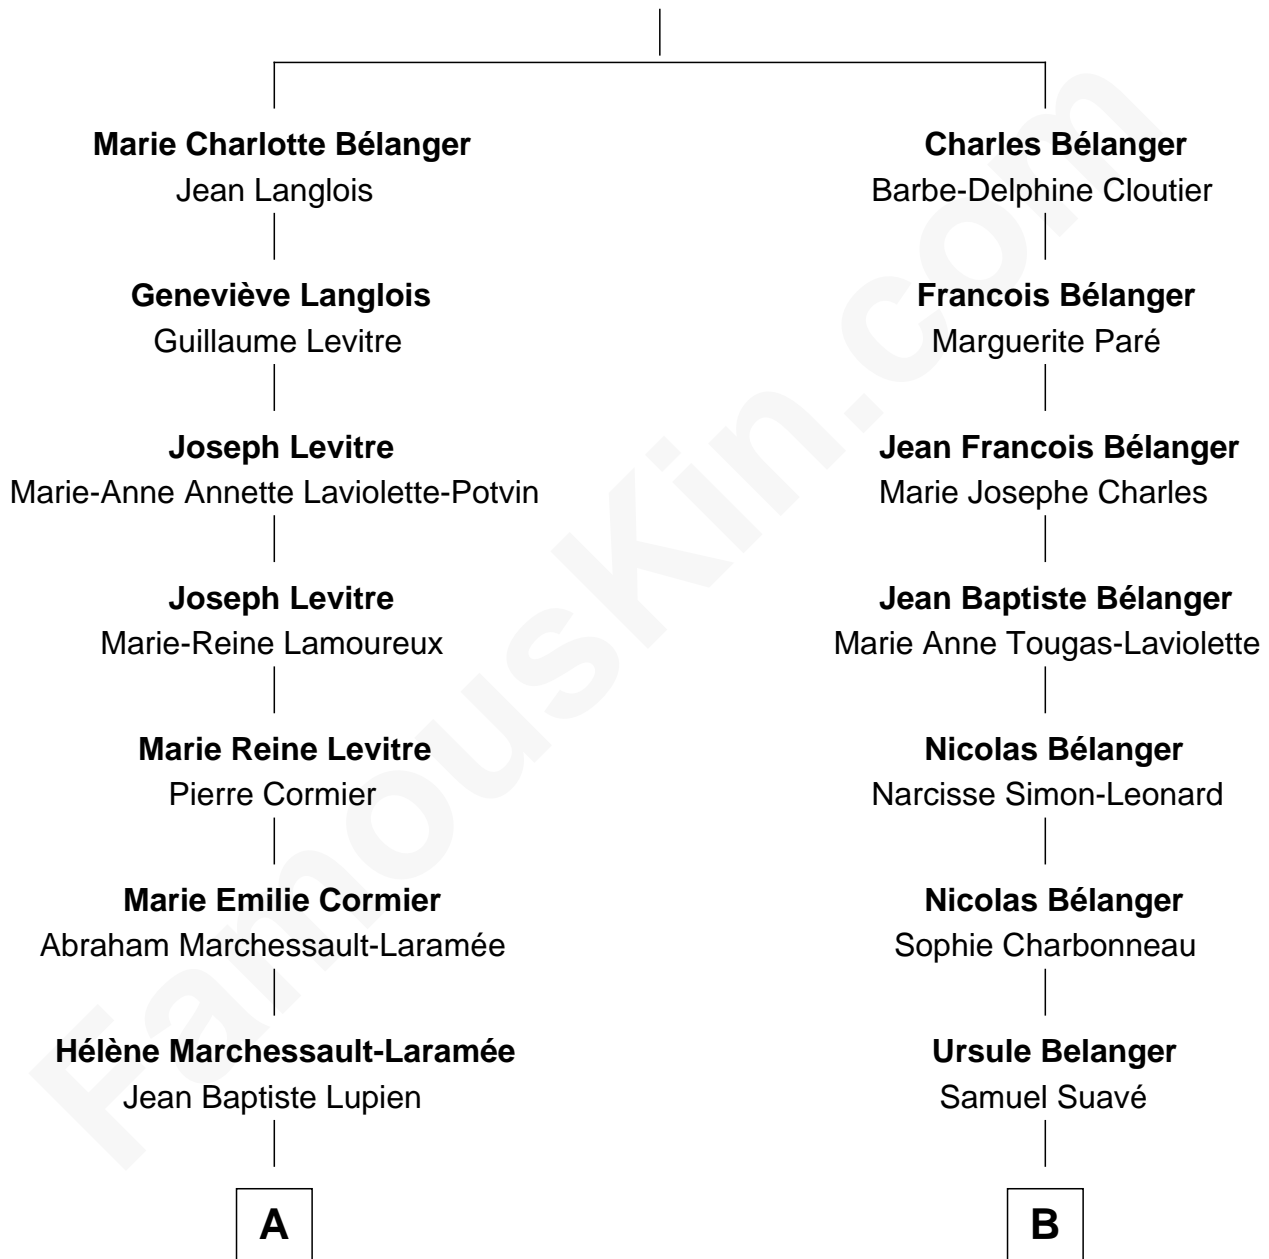 Marie Charlotte Bélanger
Jean Langlois
Geneviève Langlois
Guillaume Levitre
Joseph Levitre
Marie-Anne Annette Laviolette-Potvin
Joseph Levitre
Marie-Reine Lamoureux
Marie Reine Levitre
Pierre Cormier
Marie Emilie Cormier
Abraham Marchessault-Laramée
Hélène Marchessault-Laramée
Jean Baptiste Lupien
A
Charles Bélanger
Barbe-Delphine Cloutier
Francois Bélanger
Marguerite Paré
Jean Francois Bélanger
Marie Josephe Charles
Jean Baptiste Bélanger
Marie Anne Tougas-Laviolette
Nicolas Bélanger
Narcisse Simon-Leonard
Nicolas Bélanger
Sophie Charbonneau
Ursule Belanger
Samuel Suavé
B
FamousKin.com